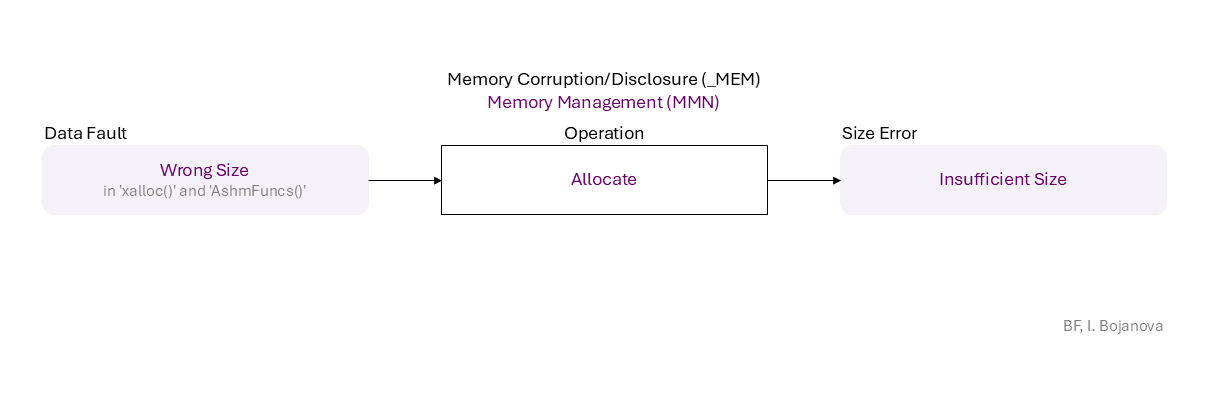 Memory Corruption/Disclosure (_MEM)
Memory Management (MMN)
Data Fault
Operation
Size Error
Wrong Size
in 'xalloc()' and 'AshmFuncs()'
Allocate
Insufficient Size
BF, I. Bojanova